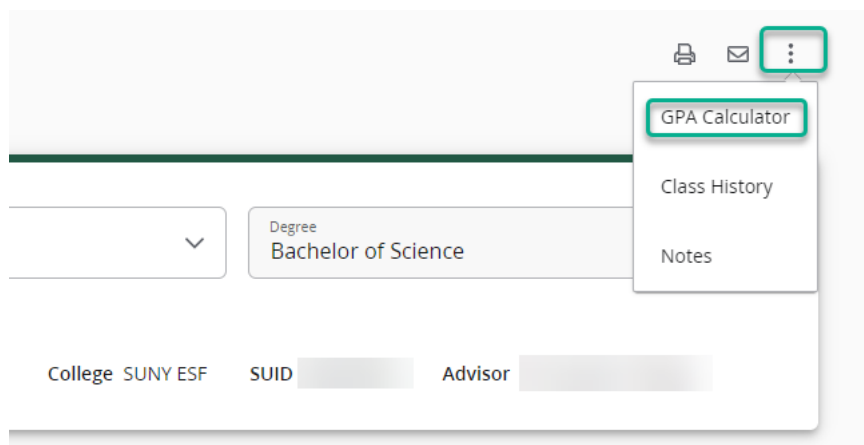 GPA Calculator
Class History
Notes
Degree
Bachelor of Science
College SUNY ESF SUID Advisor